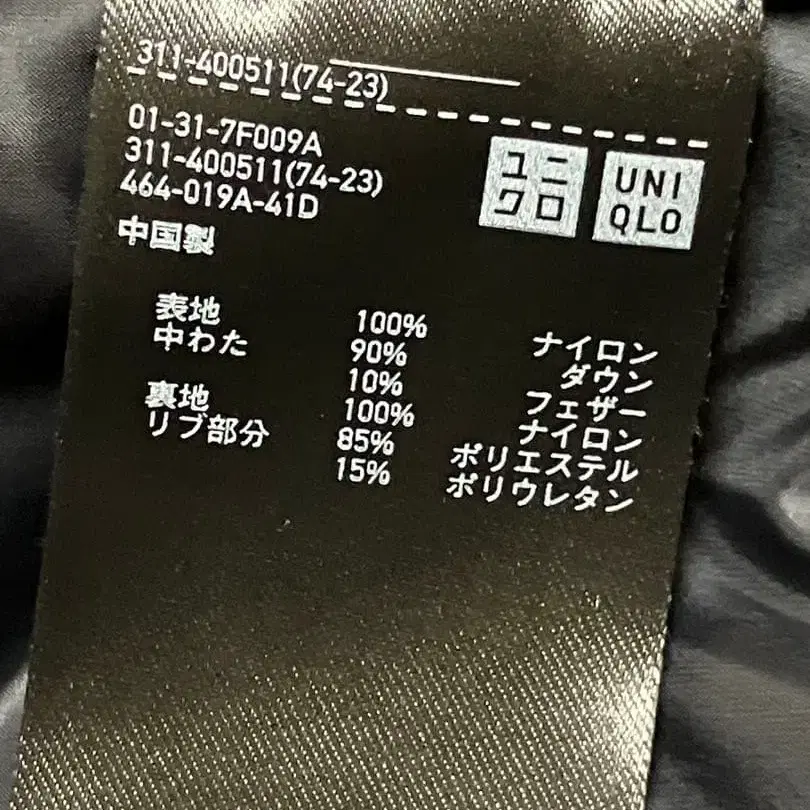 311-400511(74-23)
01-31-7F009A
311-400511(74-23)
464-019A-41D
中国製
ユニ
クロ
UNI
QLO
表地 100% ナイロン
中わた 90% ダウン
10% フェザー
裏地 100% ナイロン
リブ部分 85% ポリエステル
15% ポリウレタン